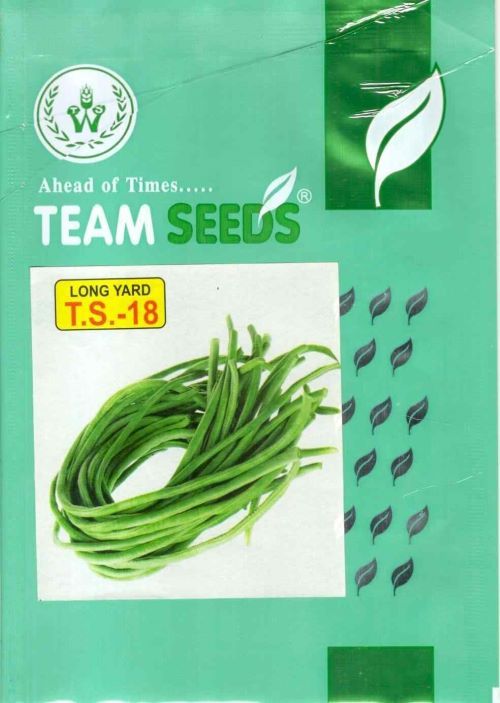 W
Ahead of Times.....
TEAM SEEDS®
LONG YARD
T.S.-18